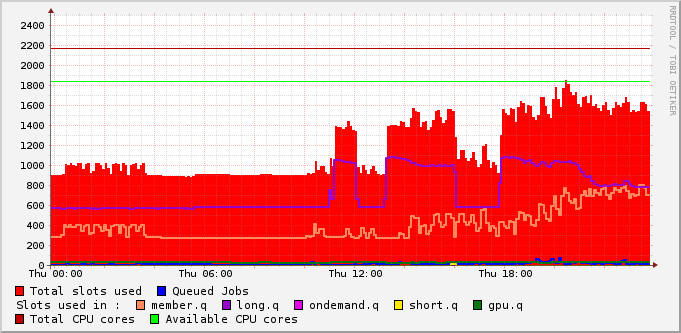 RRDTOOL / TOBI OETIKER
2400
2200
2000
1800
1600
1400
1200
1000
800
600
400
200
0
Thu 00:00 Thu 06:00 Thu 12:00 Thu 18:00
Total slots used Queued Jobs
Slots used in : member.q long.q ondemand.q short.q gpu.q
Total CPU cores Available CPU cores